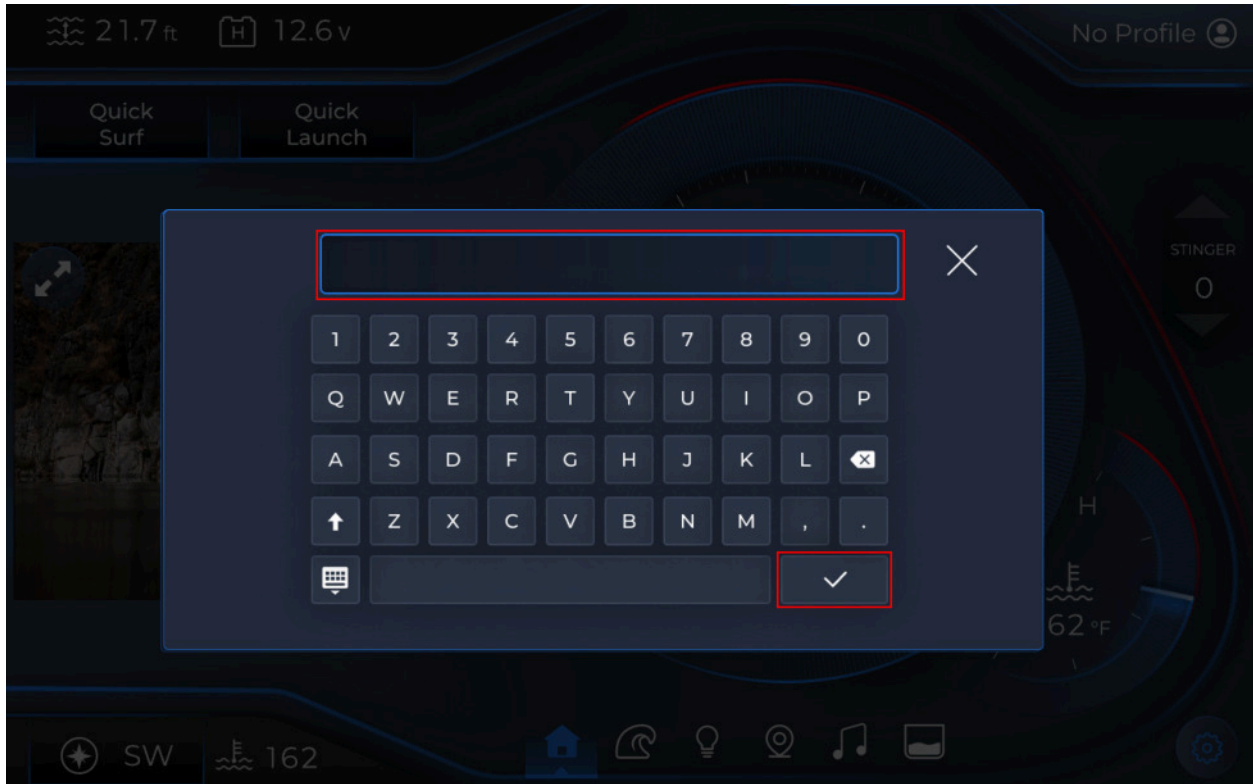 21.7 ft H 12.6 v No Profile
Quick Surf
Quick Launch
STINGER
0
1 2 3 4 5 6 7 8 9 0
Q W E R T Y U I O P
A S D F G H J K L
Z X C V B N M , .
H
62 °F
SW 162